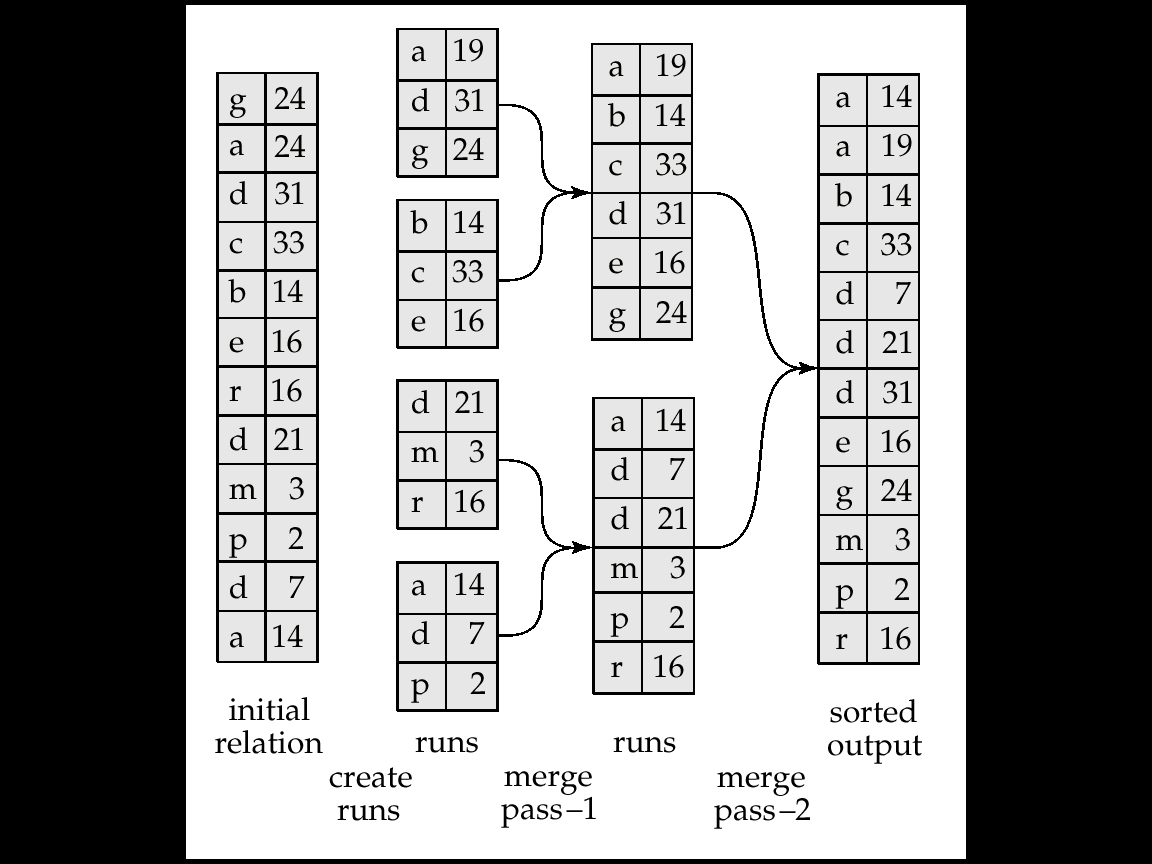 g 24
a 24
d 31
c 33
b 14
e 16
r 16
d 21
m 3
p 2
d 7
a 14
initial
relation
create
runs
a 19
d 31
g 24
b 14
c 33
e 16
d 21
m 3
r 16
a 14
d 7
p 2
runs
merge
pass–1
a 19
b 14
c 33
d 31
e 16
g 24
a 14
d 7
d 21
m 3
p 2
r 16
runs
merge
pass–2
a 14
a 19
b 14
c 33
d 7
d 21
d 31
e 16
g 24
m 3
p 2
r 16
sorted
output